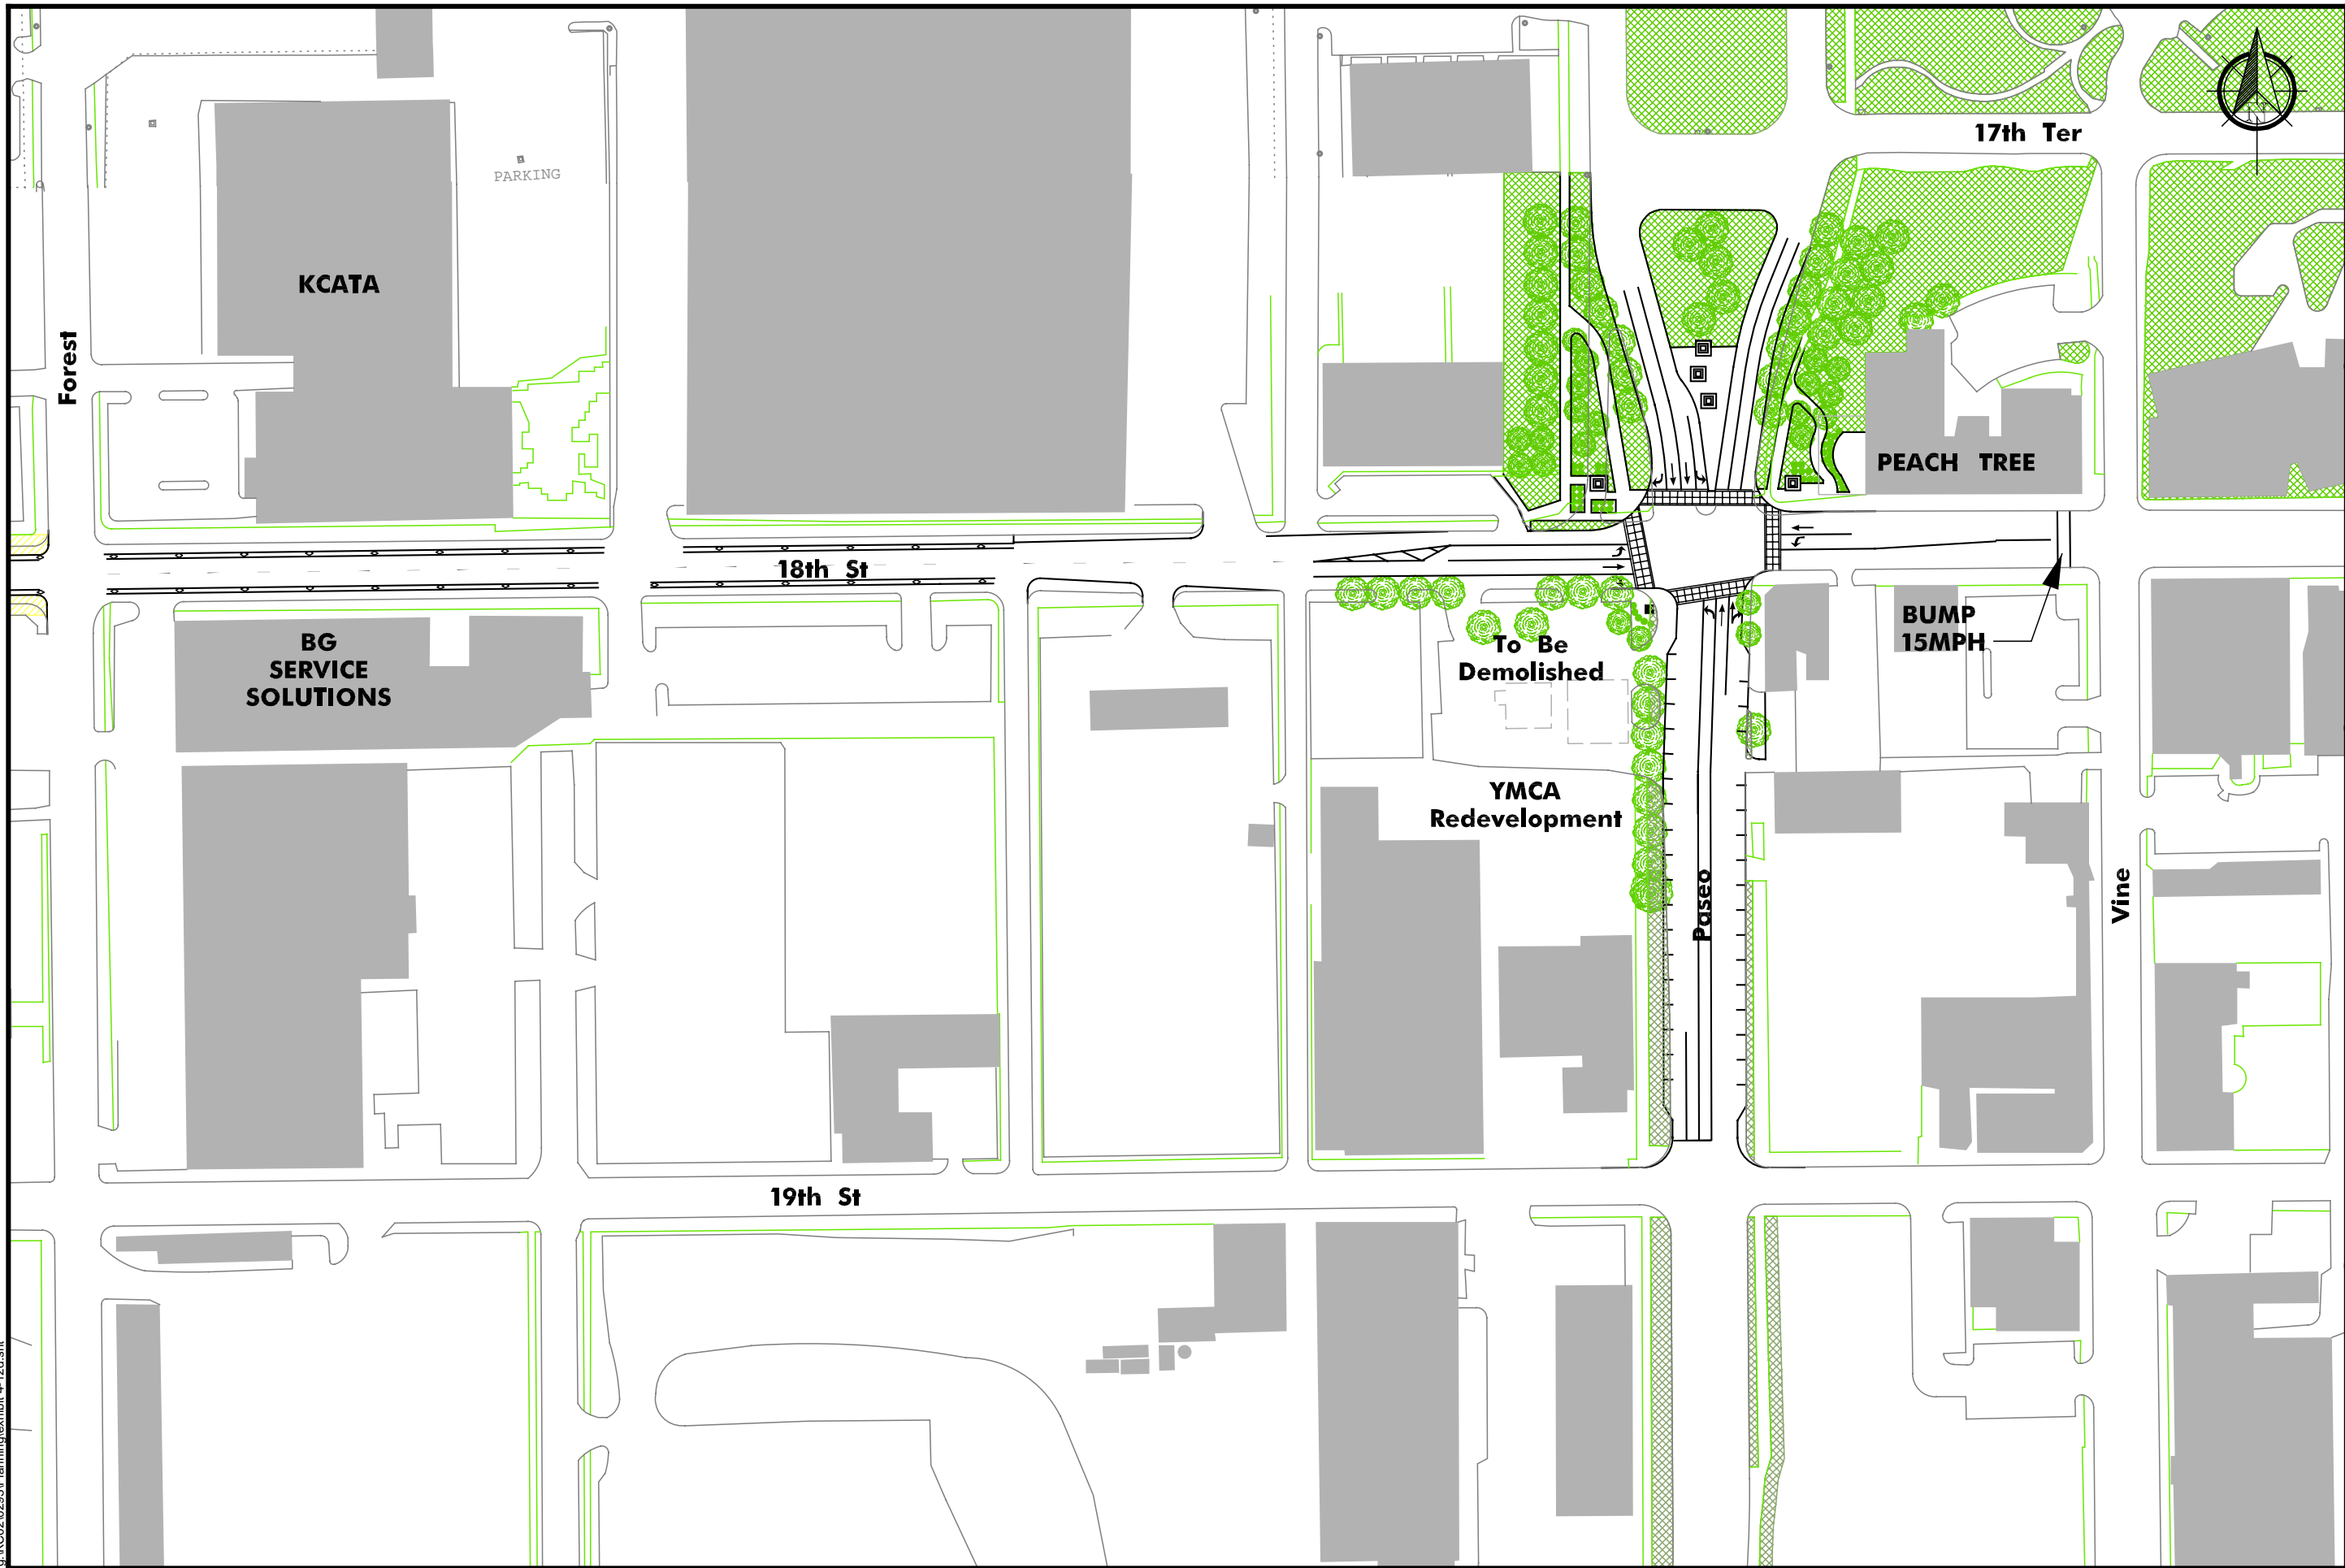 17th Ter
PARKING
KCATA
Forest
PEACH TREE
18th St
BG
SERVICE
SOLUTIONS
To Be
Demolished
BUMP
15MPH
YMCA
Redevelopment
Paseo
Vine
19th St